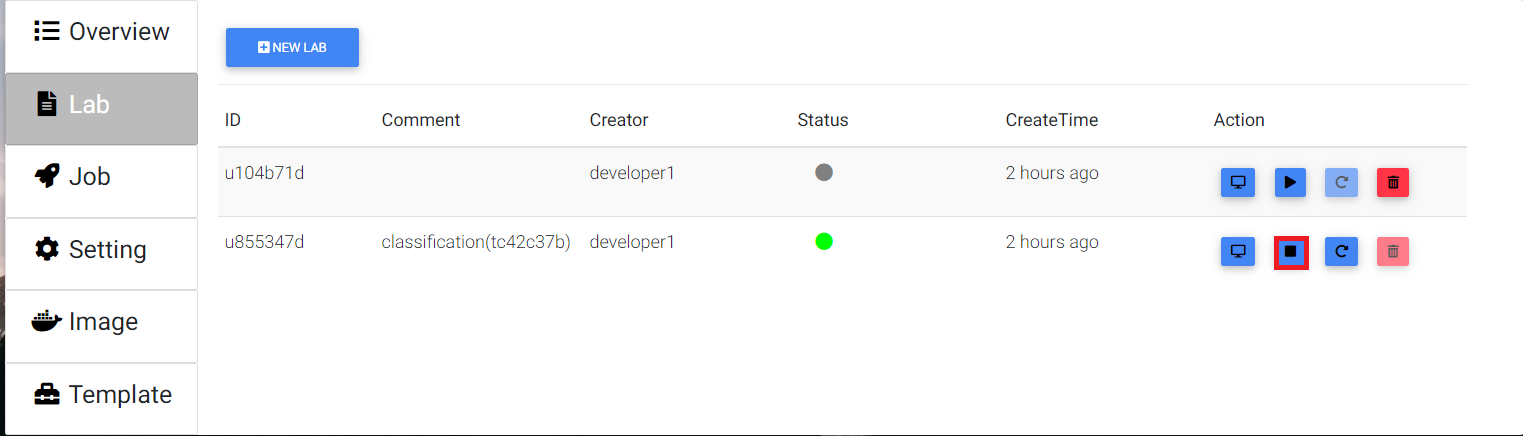 Overview
Lab
Job
Setting
Image
Template
NEW LAB
ID Comment Creator Status CreateTime Action
u104b71d developer1 2 hours ago
u855347d classification(tc42c37b) developer1 2 hours ago